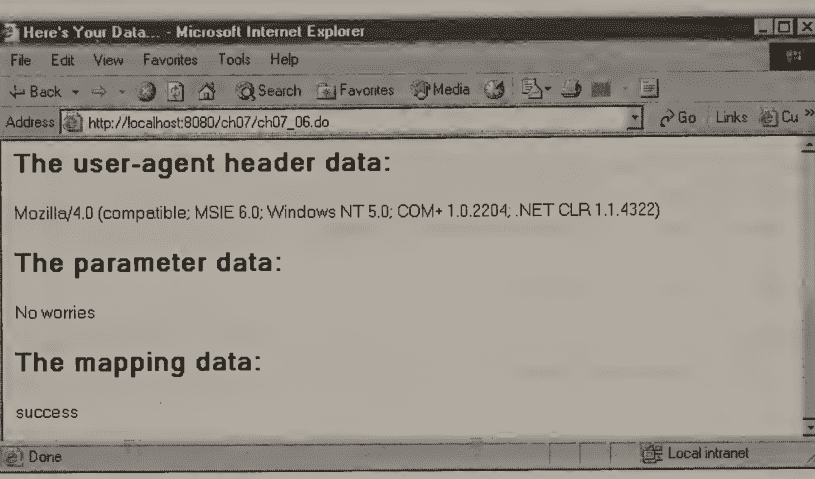 Here's Your Data... - Microsoft Internet Explorer
File Edit View Favorites Tools Help
Back Search Favorites Media
Address http://localhost:8080/ch07/ch07_06.do Go Links Cu »
The user-agent header data:
Mozilla/4.0 (compatible; MSIE 6.0; Windows NT 5.0; COM+ 1.0.2204; .NET CLR 1.1.4322)
The parameter data:
No worries
The mapping data:
success
Done Local intranet